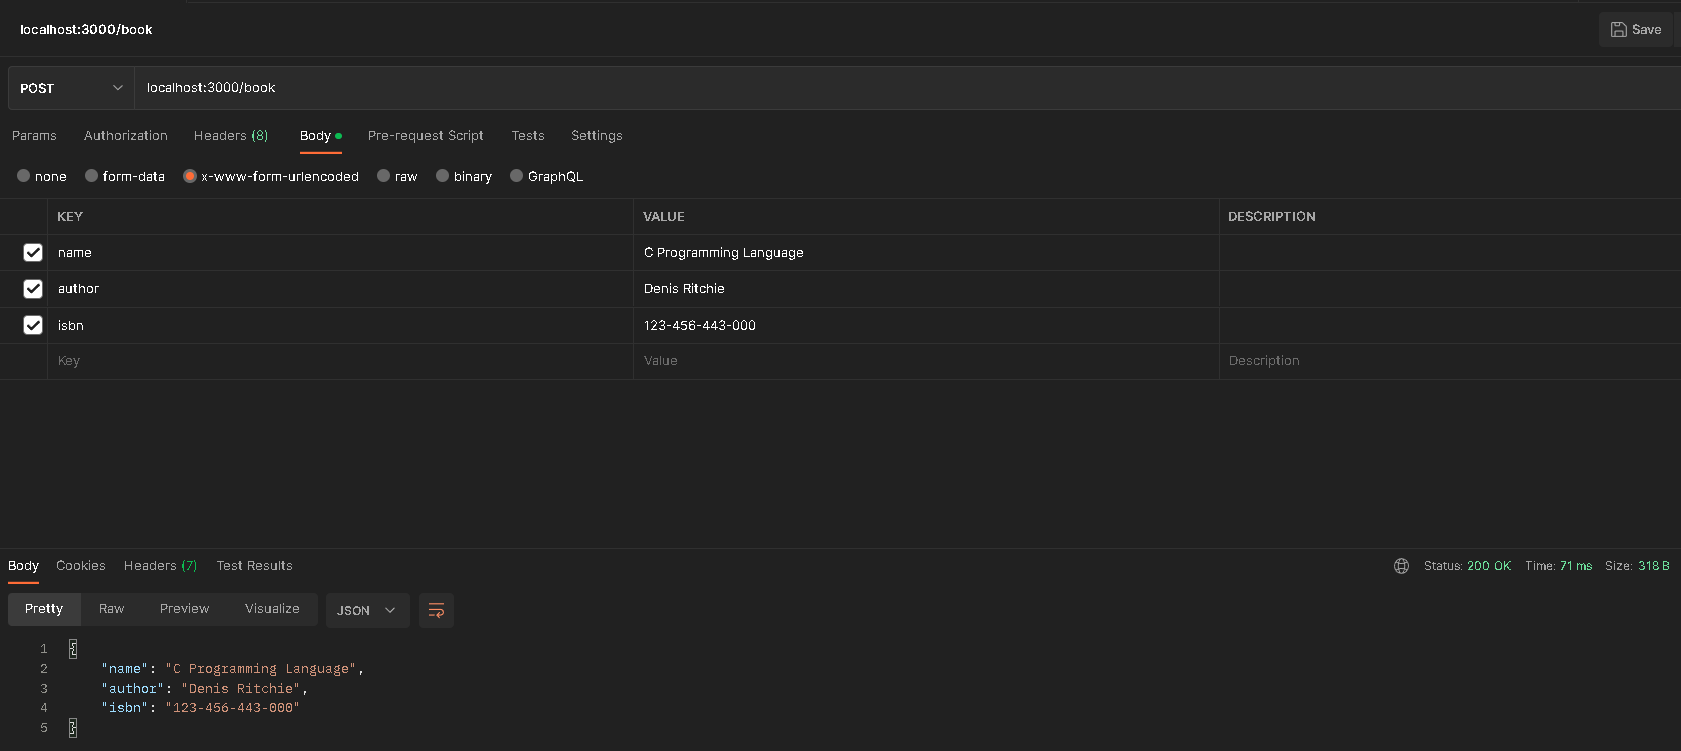 localhost:3000/book
Save
POST localhost:3000/book
Params Authorization Headers (8) Body Pre-request Script Tests Settings
none form-data x-www-form-urlencoded raw binary GraphQL
KEY VALUE DESCRIPTION
name C Programming Language
author Denis Ritchie
isbn 123-456-443-000
Key Value Description
Body Cookies Headers (7) Test Results Status: 200 OK Time: 71 ms Size: 318 B
Pretty Raw Preview Visualize JSON
1 {
2 "name": "C Programming Language",
3 "author": "Denis Ritchie",
4 "isbn": "123-456-443-000"
5 }